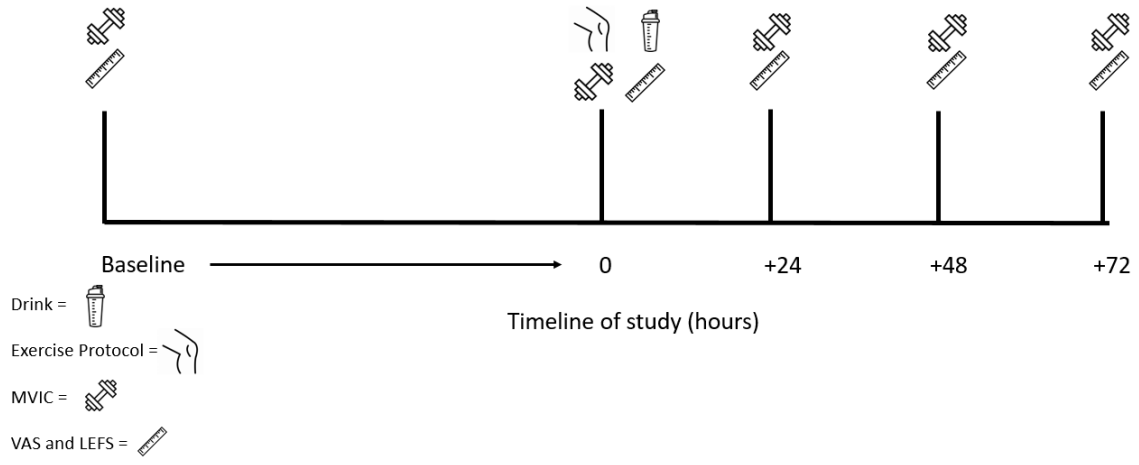 Baseline 0 +24 +48 +72
Timeline of study (hours)
Drink =
Exercise Protocol =
MVIC =
VAS and LEFS =